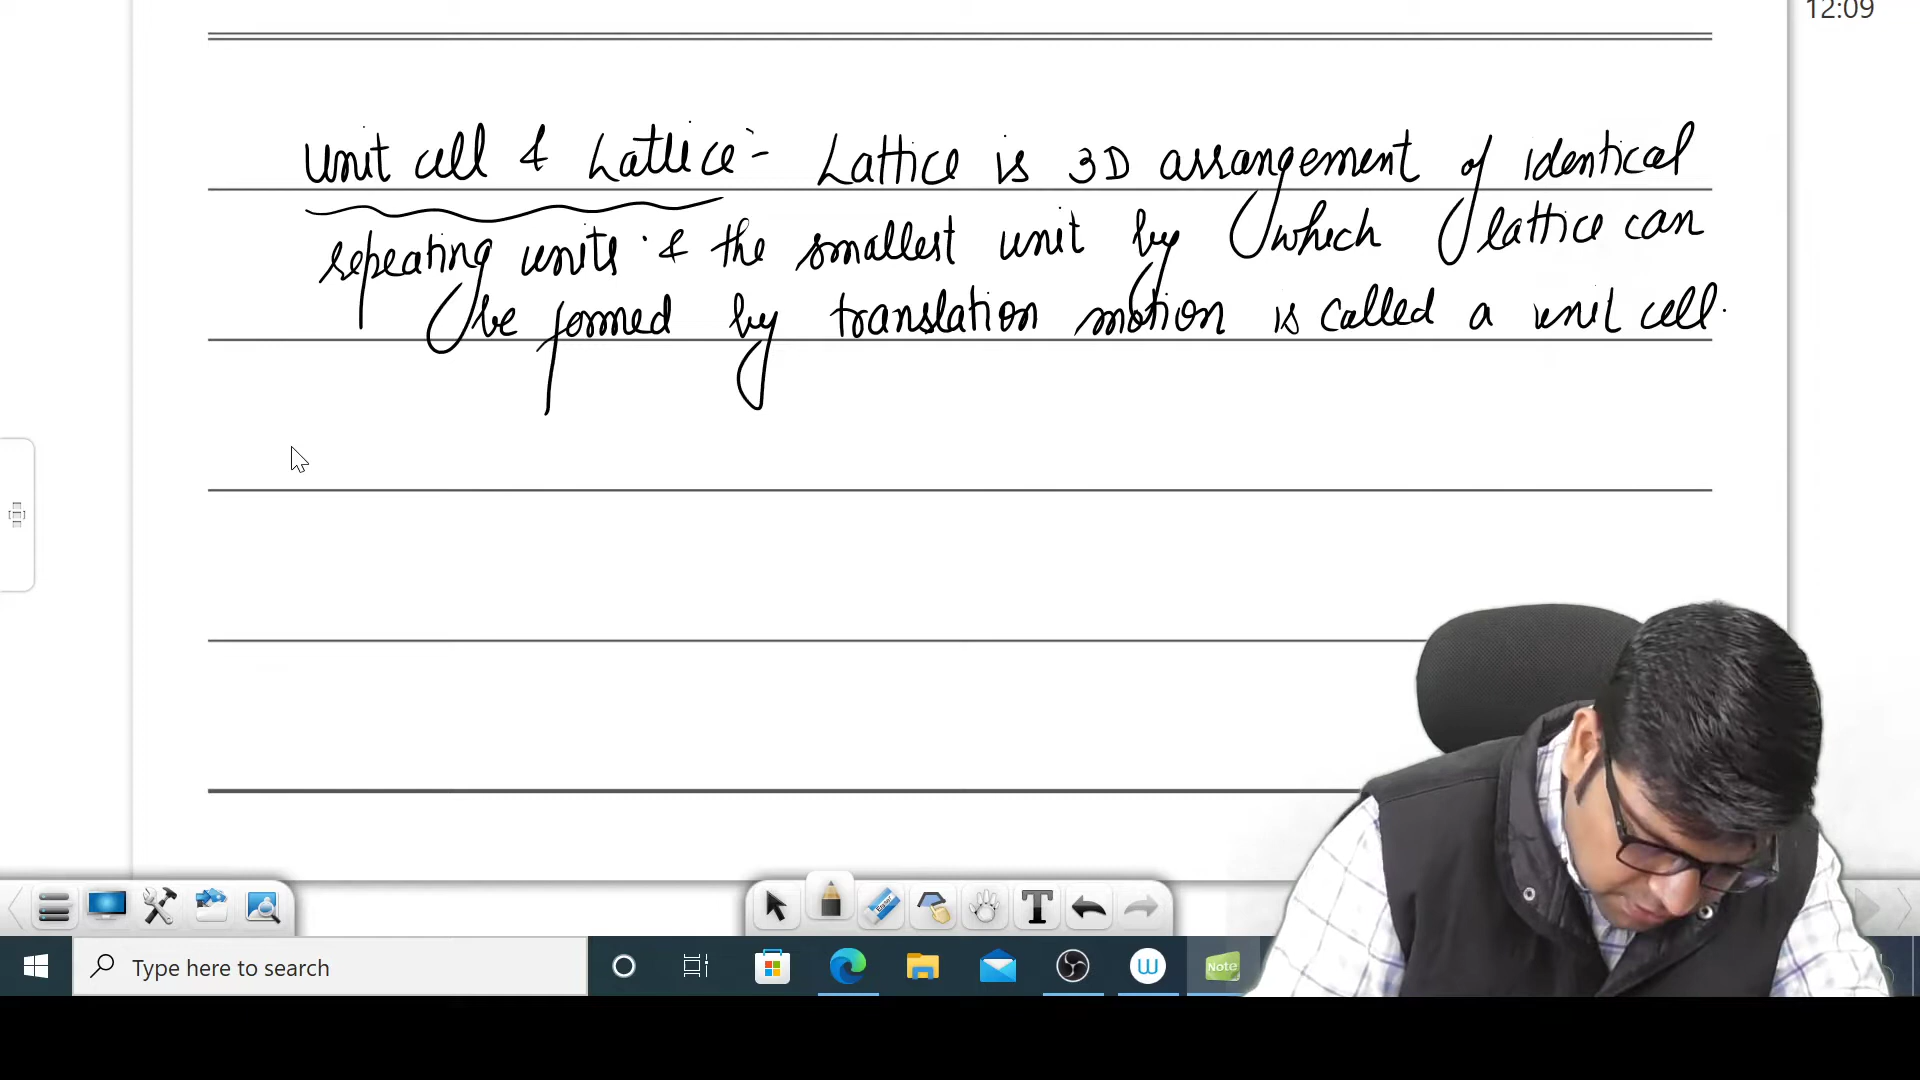 12:09
Unit cell & Lattice :- Lattice is 3D arrangement of identical
repeating units & the smallest unit by which lattice can
be formed by translation motion is called a unit cell.
T
Type here to search
Note